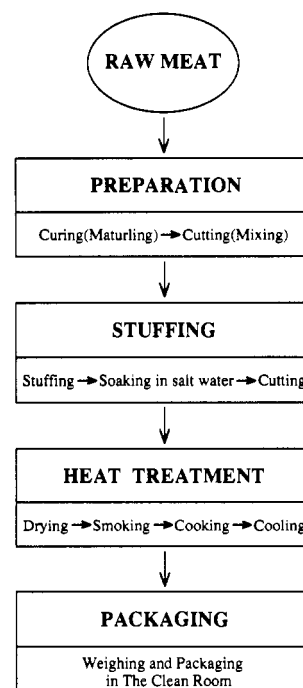 RAW MEAT
PREPARATION
Curing(Maturling)→Cutting(Mixing)
STUFFING
Stuffing→Soaking in salt water→Cutting
HEAT TREATMENT
Drying→Smoking→Cooking→Cooling
PACKAGING
Weighing and Packaging
in The Clean Room